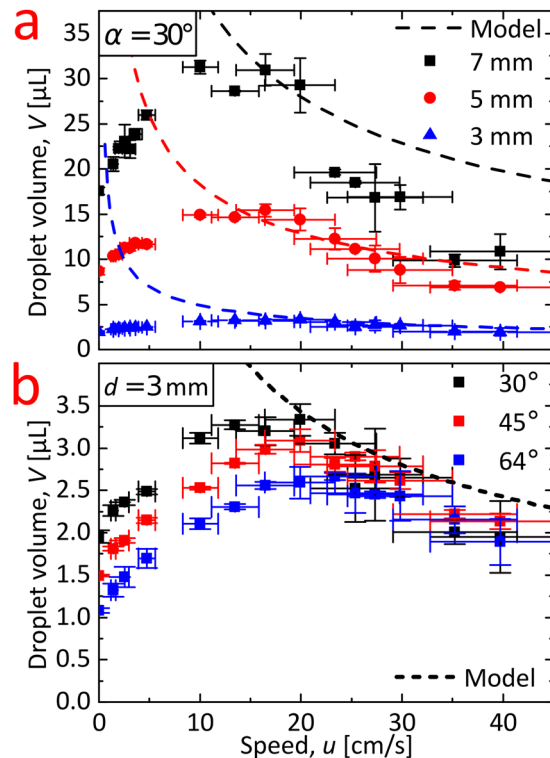 a
α = 30°
Model
7 mm
5 mm
3 mm
Droplet volume, V [µL]
35
30
25
20
15
10
5
0
b
d = 3 mm
30°
45°
64°
Model
Droplet volume, V [µL]
3.5
3.0
2.5
2.0
1.5
1.0
0.5
0.0
0
10
20
30
40
Speed, u [cm/s]